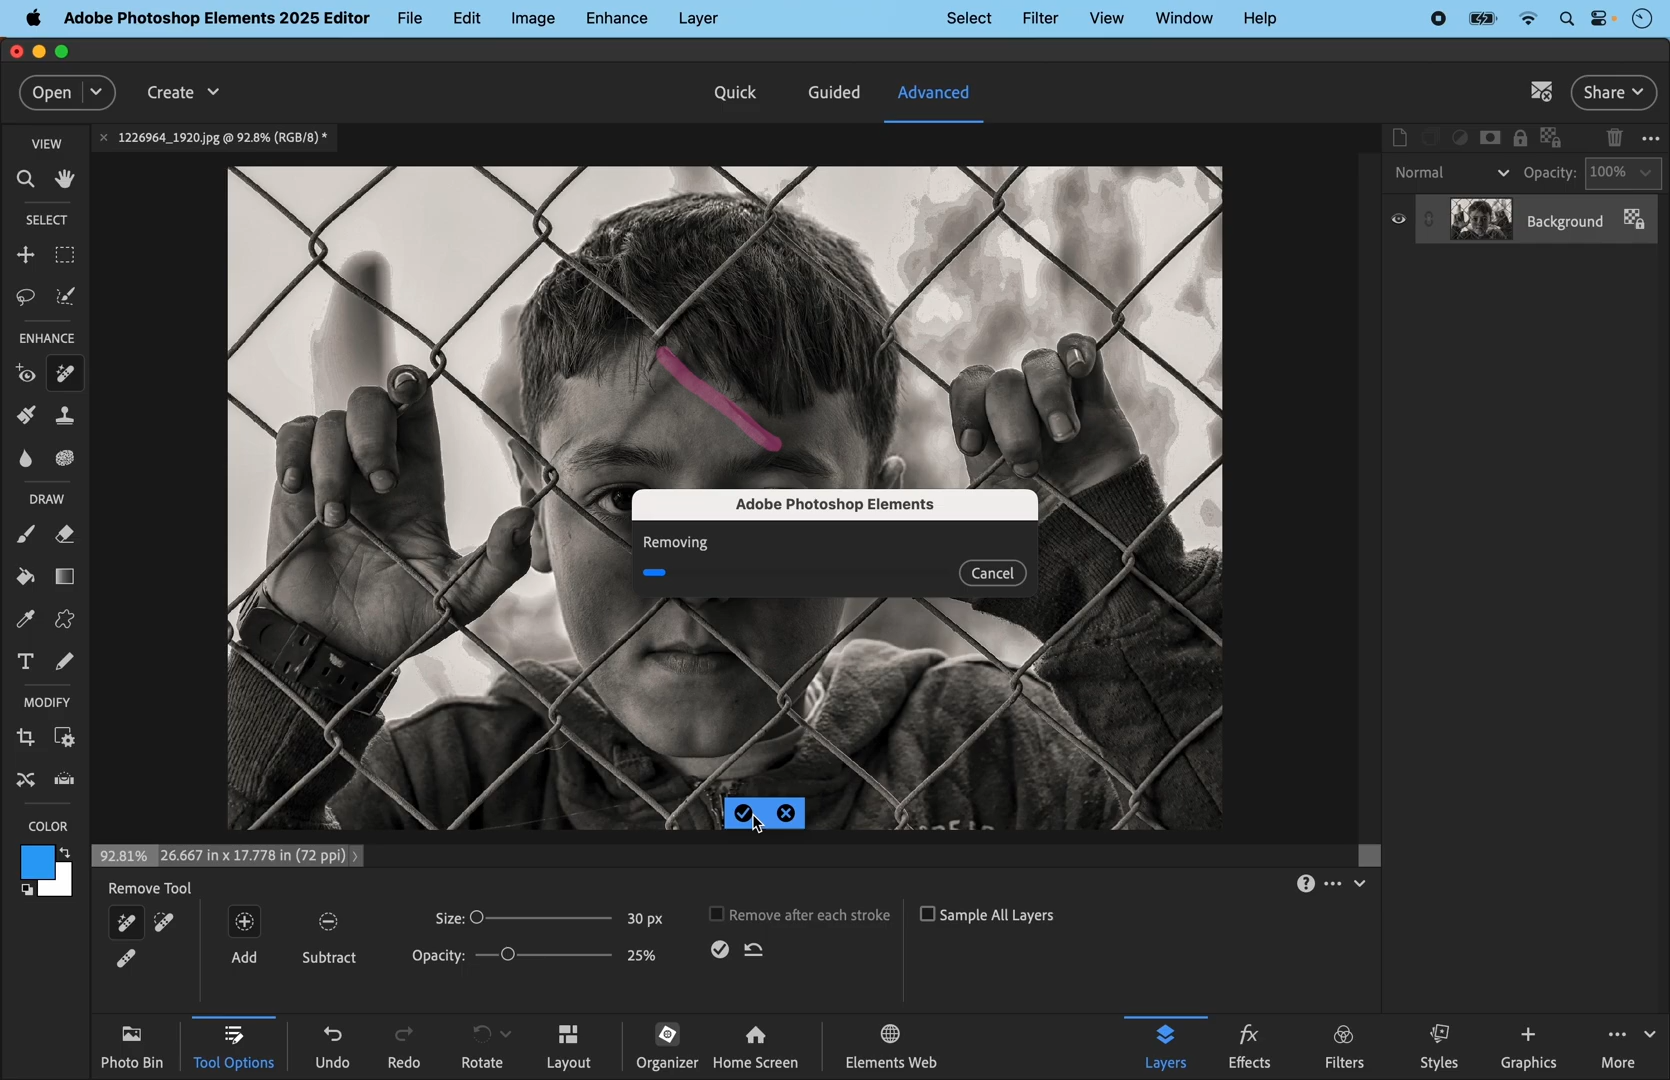 Adobe Photoshop Elements 2025 Editor File Edit Image Enhance Layer Select Filter View Window Help
Open Create Quick Guided Advanced Share
VIEW
1226964_1920.jpg @ 92.8% (RGB/8) *
Normal Opacity: 100%
SELECT
Background
ENHANCE
DRAW
Adobe Photoshop Elements
Removing
Cancel
T
MODIFY
COLOR
92.81% 26.667 in x 17.778 in (72 ppi)
Remove Tool
Size: 30 px Remove after each stroke Sample All Layers
Add Subtract Opacity: 25%
Photo Bin Tool Options Undo Redo Rotate Layout Organizer Home Screen Elements Web Layers Effects Filters Styles Graphics More